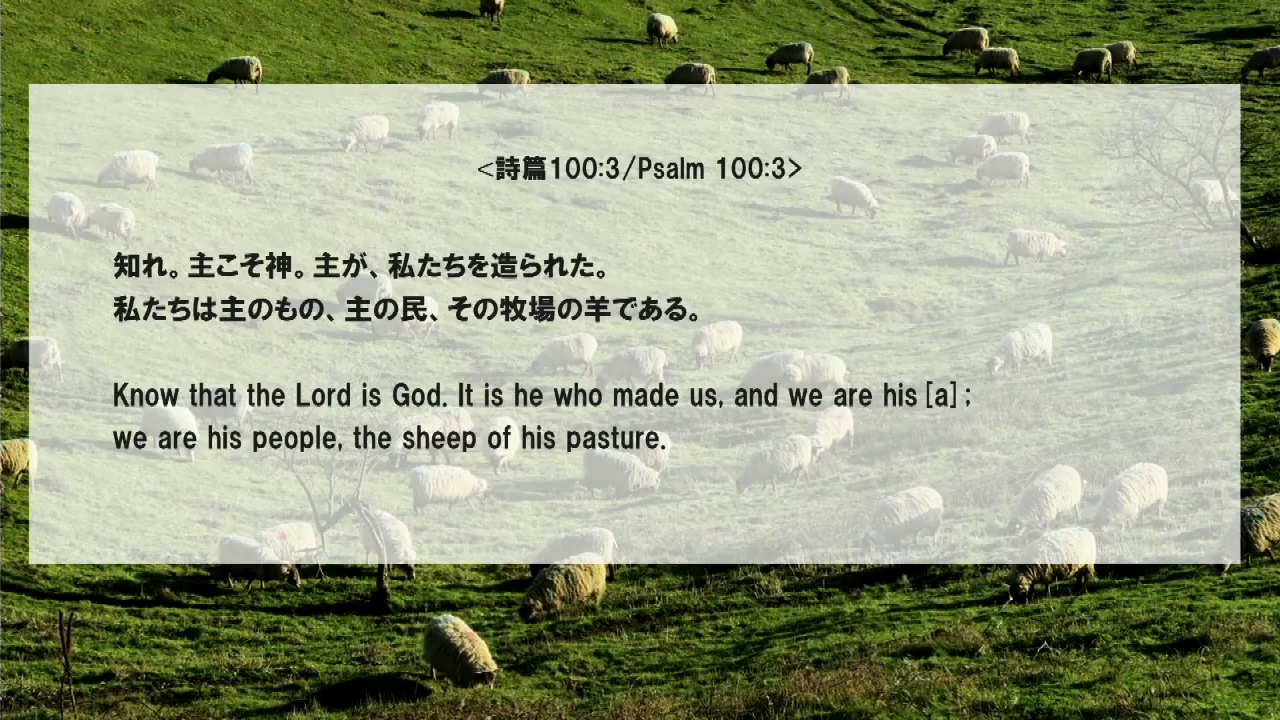 <詩篇100:3/Psalm 100:3>
知れ。主こそ神。主が、私たちを造られた。
私たちは主のもの、主の民、その牧場の羊である。
Know that the Lord is God. It is he who made us, and we are his[a];
we are his people, the sheep of his pasture.